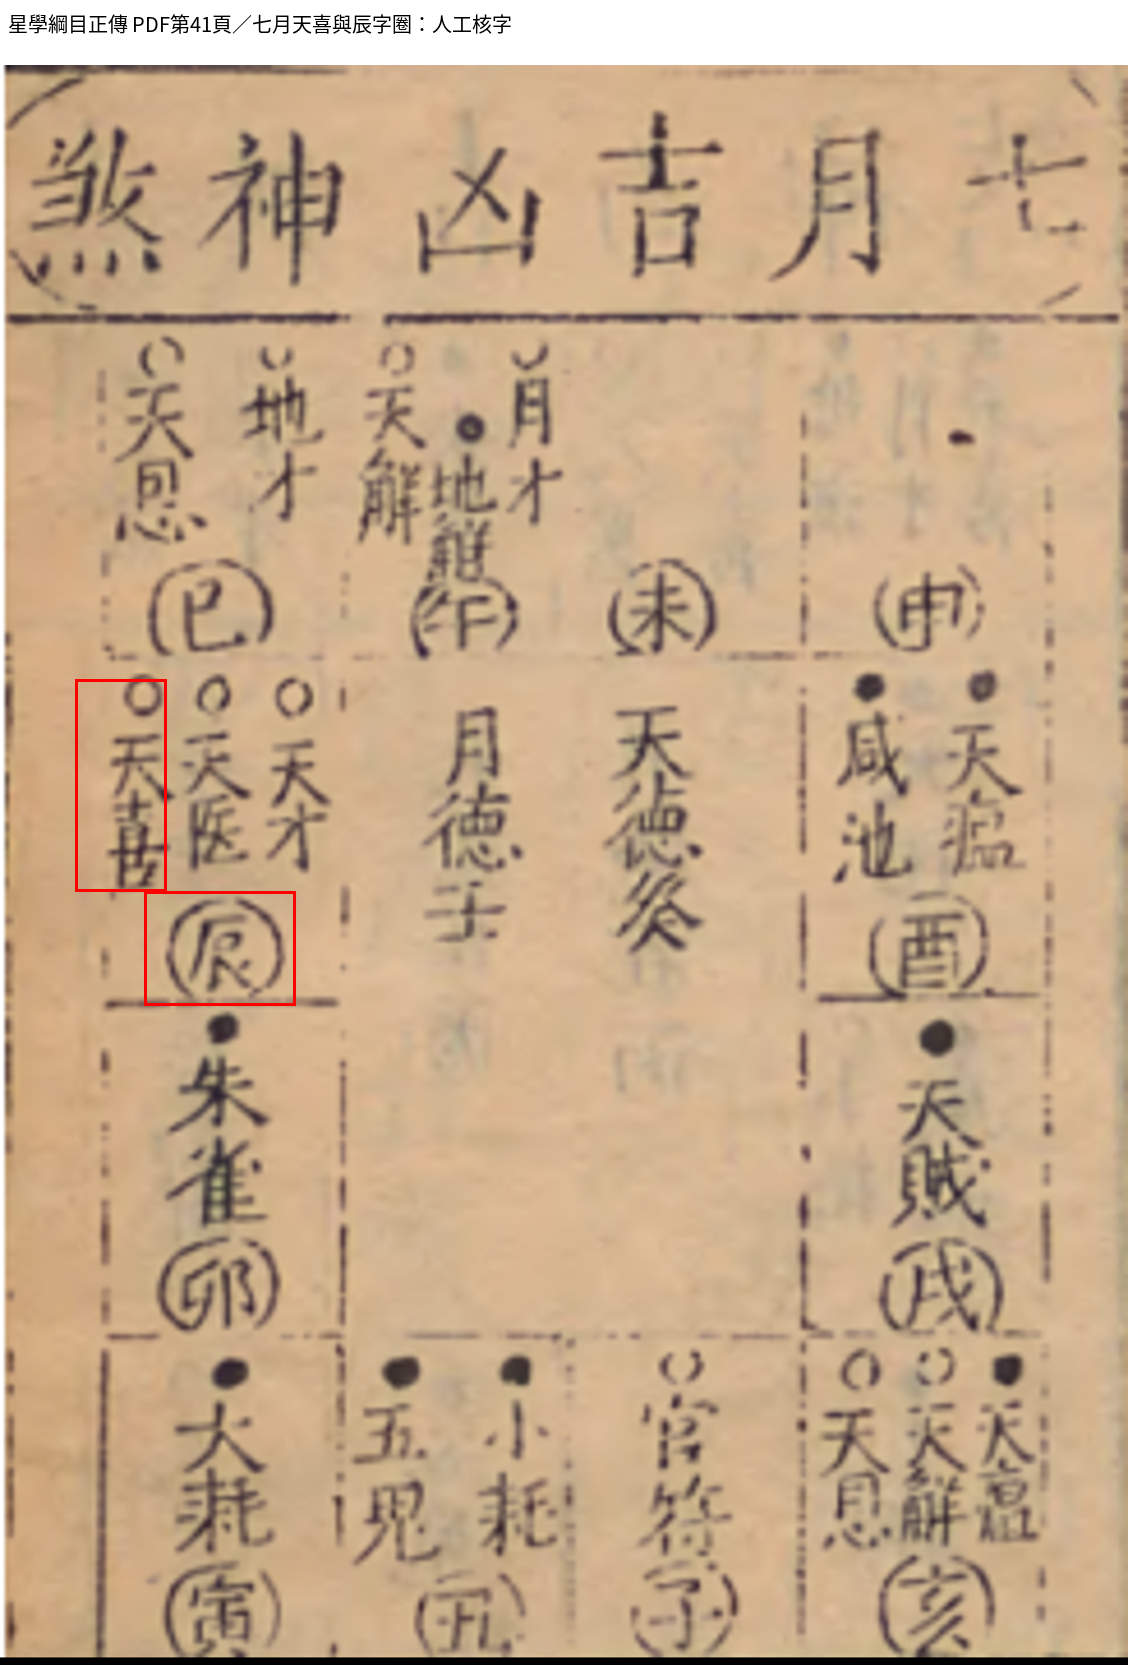 星學綱目正傳 PDF第41頁／七月天喜與辰字圈：人工核字
七月吉凶神煞
申
未
月才
地
天解
午
地才
天恩
巳
天瘟
咸池
酉
天德癸
月德壬
天才
天医
天喜
辰
天賊
戌
朱雀
卯
天瘟
天解
天恩
亥
官符
子
小耗
五鬼
丑
大耗
寅